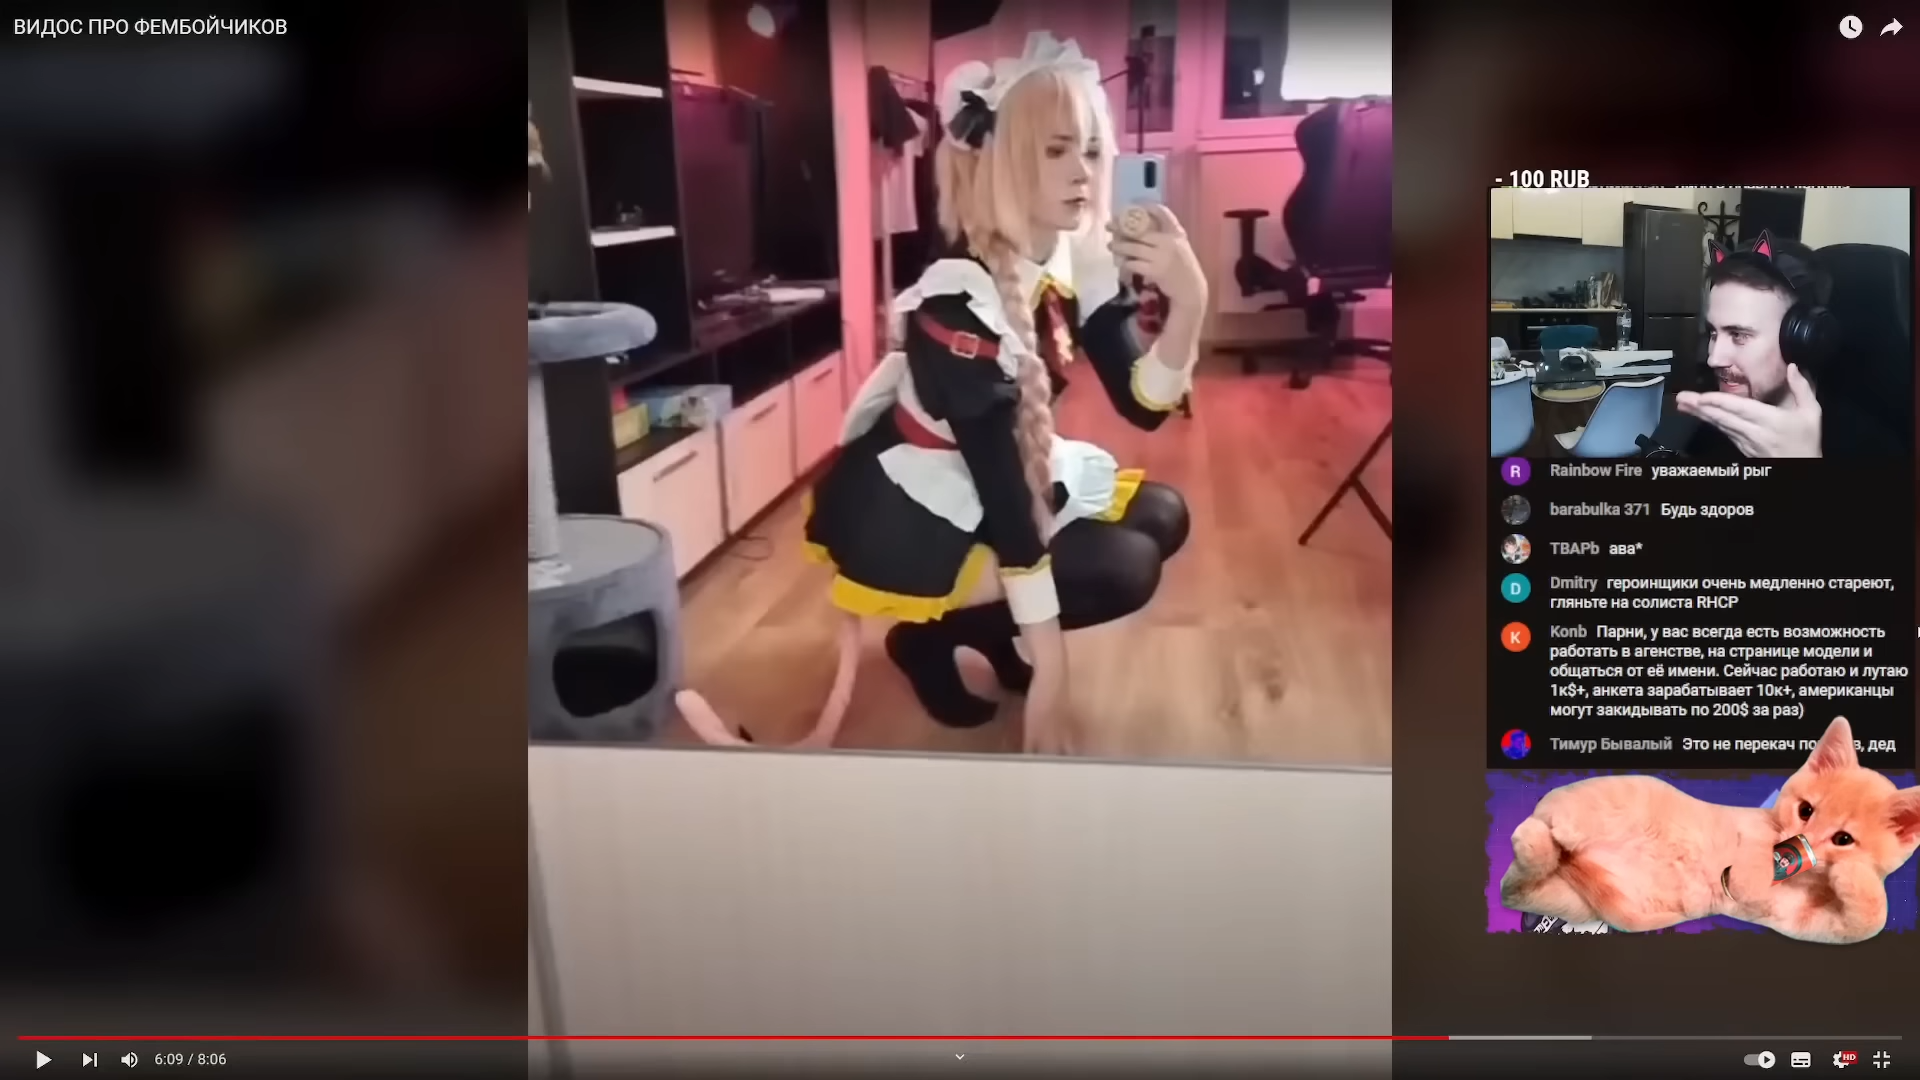 ВИДОС ПРО ФЕМБОЙЧИКОВ
- 100 RUB
Rainbow Fire уважаемый рыг
barabulka 371 Будь здоров
ТВАРЬ ава*
Dmitry героинщики очень медленно стареют,
гляньте на солиста RHCP
Konb Парни, у вас всегда есть возможность
работать в агенстве, на странице модели и
общаться от её имени. Сейчас работаю и лутаю
1к$+, анкета зарабатывает 10к+, американцы
могут закидывать по 200$ за раз)
Тимур Бывалый Это не перекач дед
6:09 / 8:06
HD